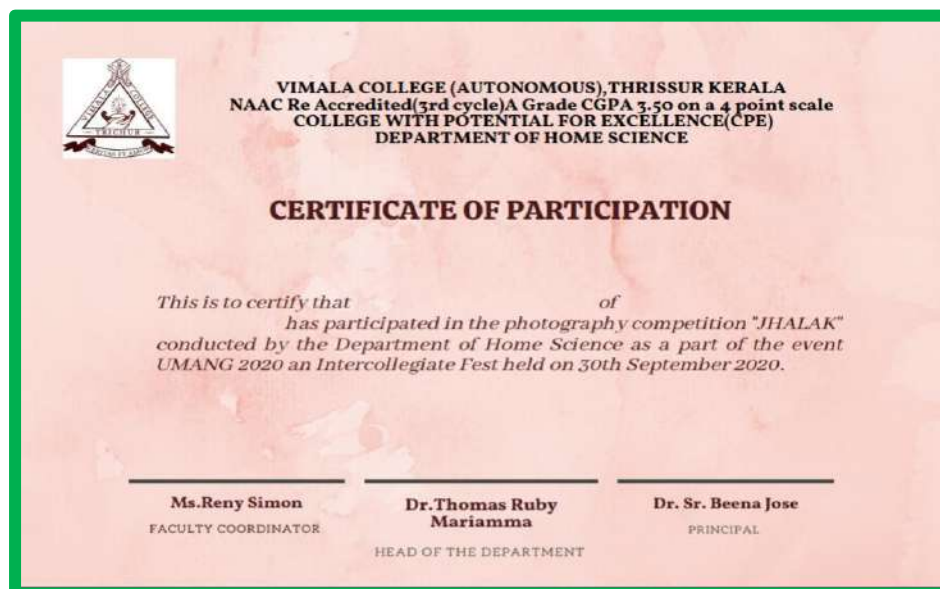 VIMALA COLLEGE
TRICHUR
VIMALA COLLEGE (AUTONOMOUS),THRISSUR KERALA
NAAC Re Accredited(3rd cycle)A Grade CGPA 3.50 on a 4 point scale
COLLEGE WITH POTENTIAL FOR EXCELLENCE(CPE)
DEPARTMENT OF HOME SCIENCE
CERTIFICATE OF PARTICIPATION
This is to certify that of
has participated in the photography competition "JHALAK"
conducted by the Department of Home Science as a part of the event
UMANG 2020 an Intercollegiate Fest held on 30th September 2020.
Ms.Reny Simon
FACULTY COORDINATOR
Dr.Thomas Ruby
Mariamma
HEAD OF THE DEPARTMENT
Dr. Sr. Beena Jose
PRINCIPAL